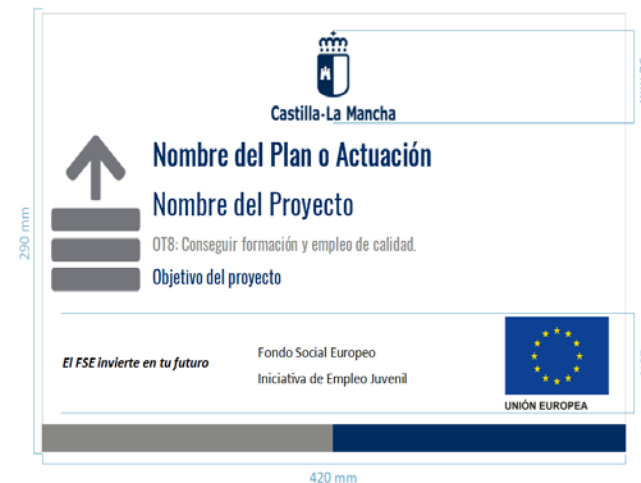 Castilla-La Mancha
Nombre del Plan o Actuación
Nombre del Proyecto
OT8: Conseguir formación y empleo de calidad.
Objetivo del proyecto
290 mm
El FSE invierte en tu futuro
Fondo Social Europeo
Iniciativa de Empleo Juvenil
UNIÓN EUROPEA
420 mm